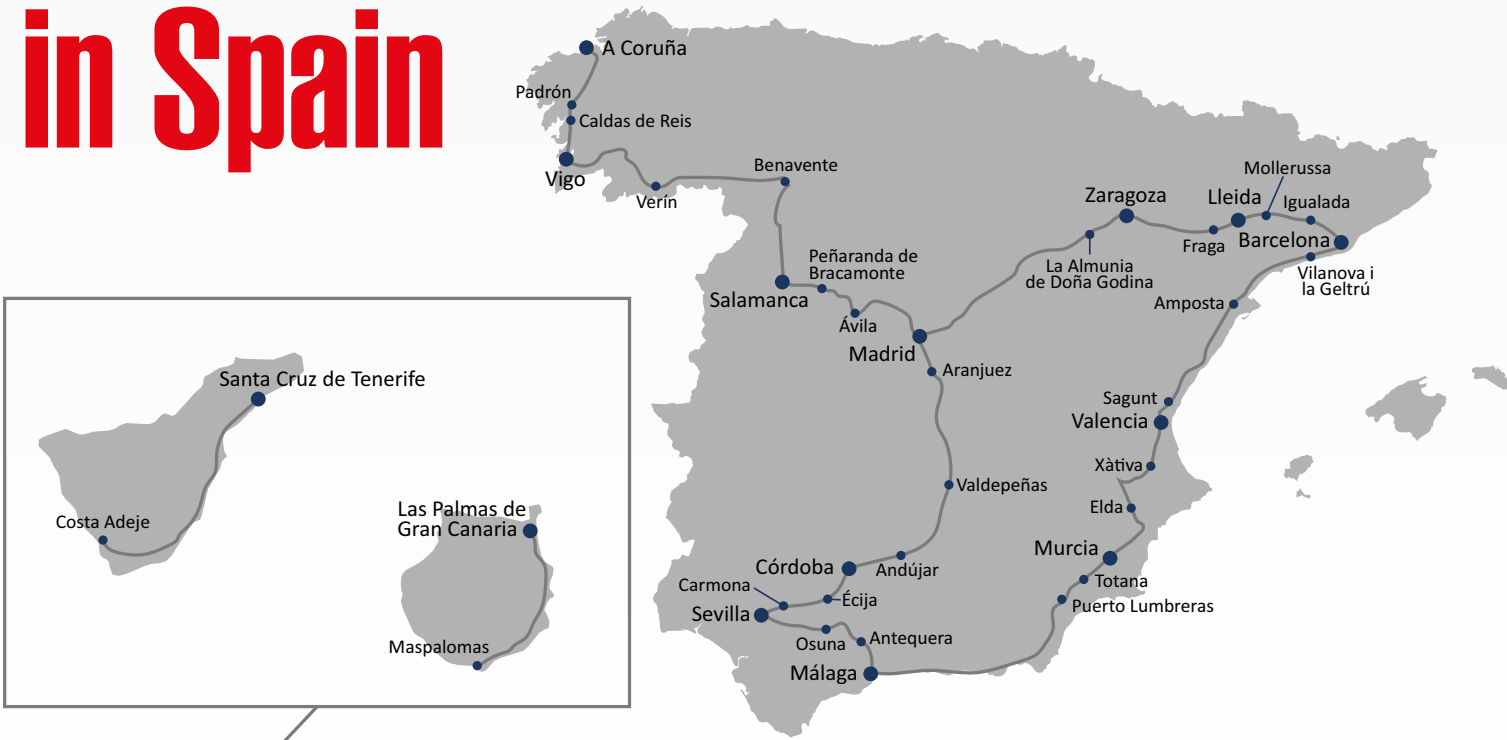 in Spain
A Coruña
Padrón
Caldas de Reis
Vigo
Verín
Benavente
Salamanca
Peñaranda de
Bracamonte
Ávila
Madrid
Aranjuez
Zaragoza
La Almunia
de Doña Godina
Fraga
Lleida
Mollerussa
Igualada
Barcelona
Vilanova i
la Geltrú
Amposta
Sagunt
Valencia
Xàtiva
Elda
Murcia
Totana
Puerto Lumbreras
Valdepeñas
Andújar
Córdoba
Écija
Carmona
Sevilla
Osuna
Antequera
Málaga
Santa Cruz de Tenerife
Costa Adeje
Las Palmas de
Gran Canaria
Maspalomas